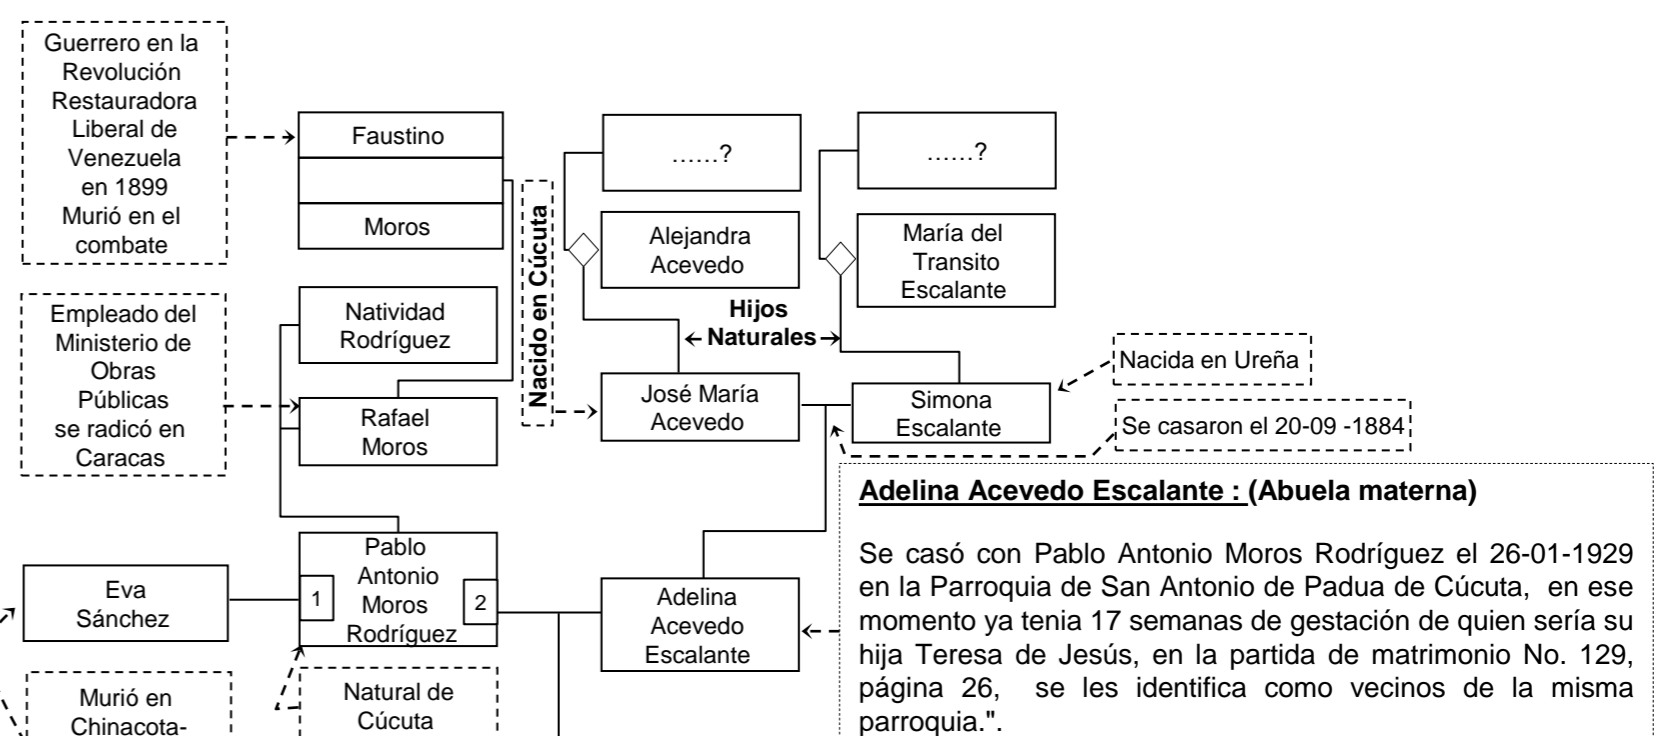 Guerrero en la
Revolución
Restauradora
Liberal de
Venezuela
en 1899
Murió en el
combate
Faustino
Moros
……?
……?
Alejandra
Acevedo
María del
Transito
Escalante
Nacido en Cúcuta
Hijos
Naturales
Empleado del
Ministerio de
Obras
Públicas
se radicó en
Caracas
Natividad
Rodríguez
Rafael
Moros
José María
Acevedo
Simona
Escalante
Nacida en Ureña
Se casaron el 20-09 -1884
Adelina Acevedo Escalante : (Abuela materna)
Se casó con Pablo Antonio Moros Rodríguez el 26-01-1929
en la Parroquia de San Antonio de Padua de Cúcuta, en ese
momento ya tenia 17 semanas de gestación de quien sería su
hija Teresa de Jesús, en la partida de matrimonio No. 129,
página 26, se les identifica como vecinos de la misma
parroquia.".
Eva
Sánchez
1
Pablo
Antonio
Moros
Rodríguez
2
Adelina
Acevedo
Escalante
Murió en
Chinacota-
Natural de
Cúcuta